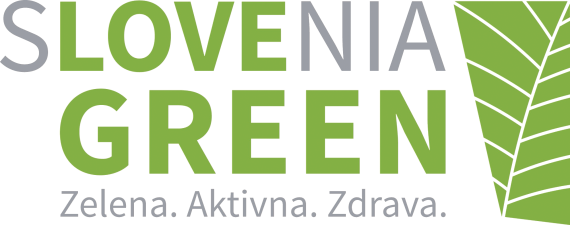 SLOVENIA
GREEN
Zelena. Aktivna. Zdrava.